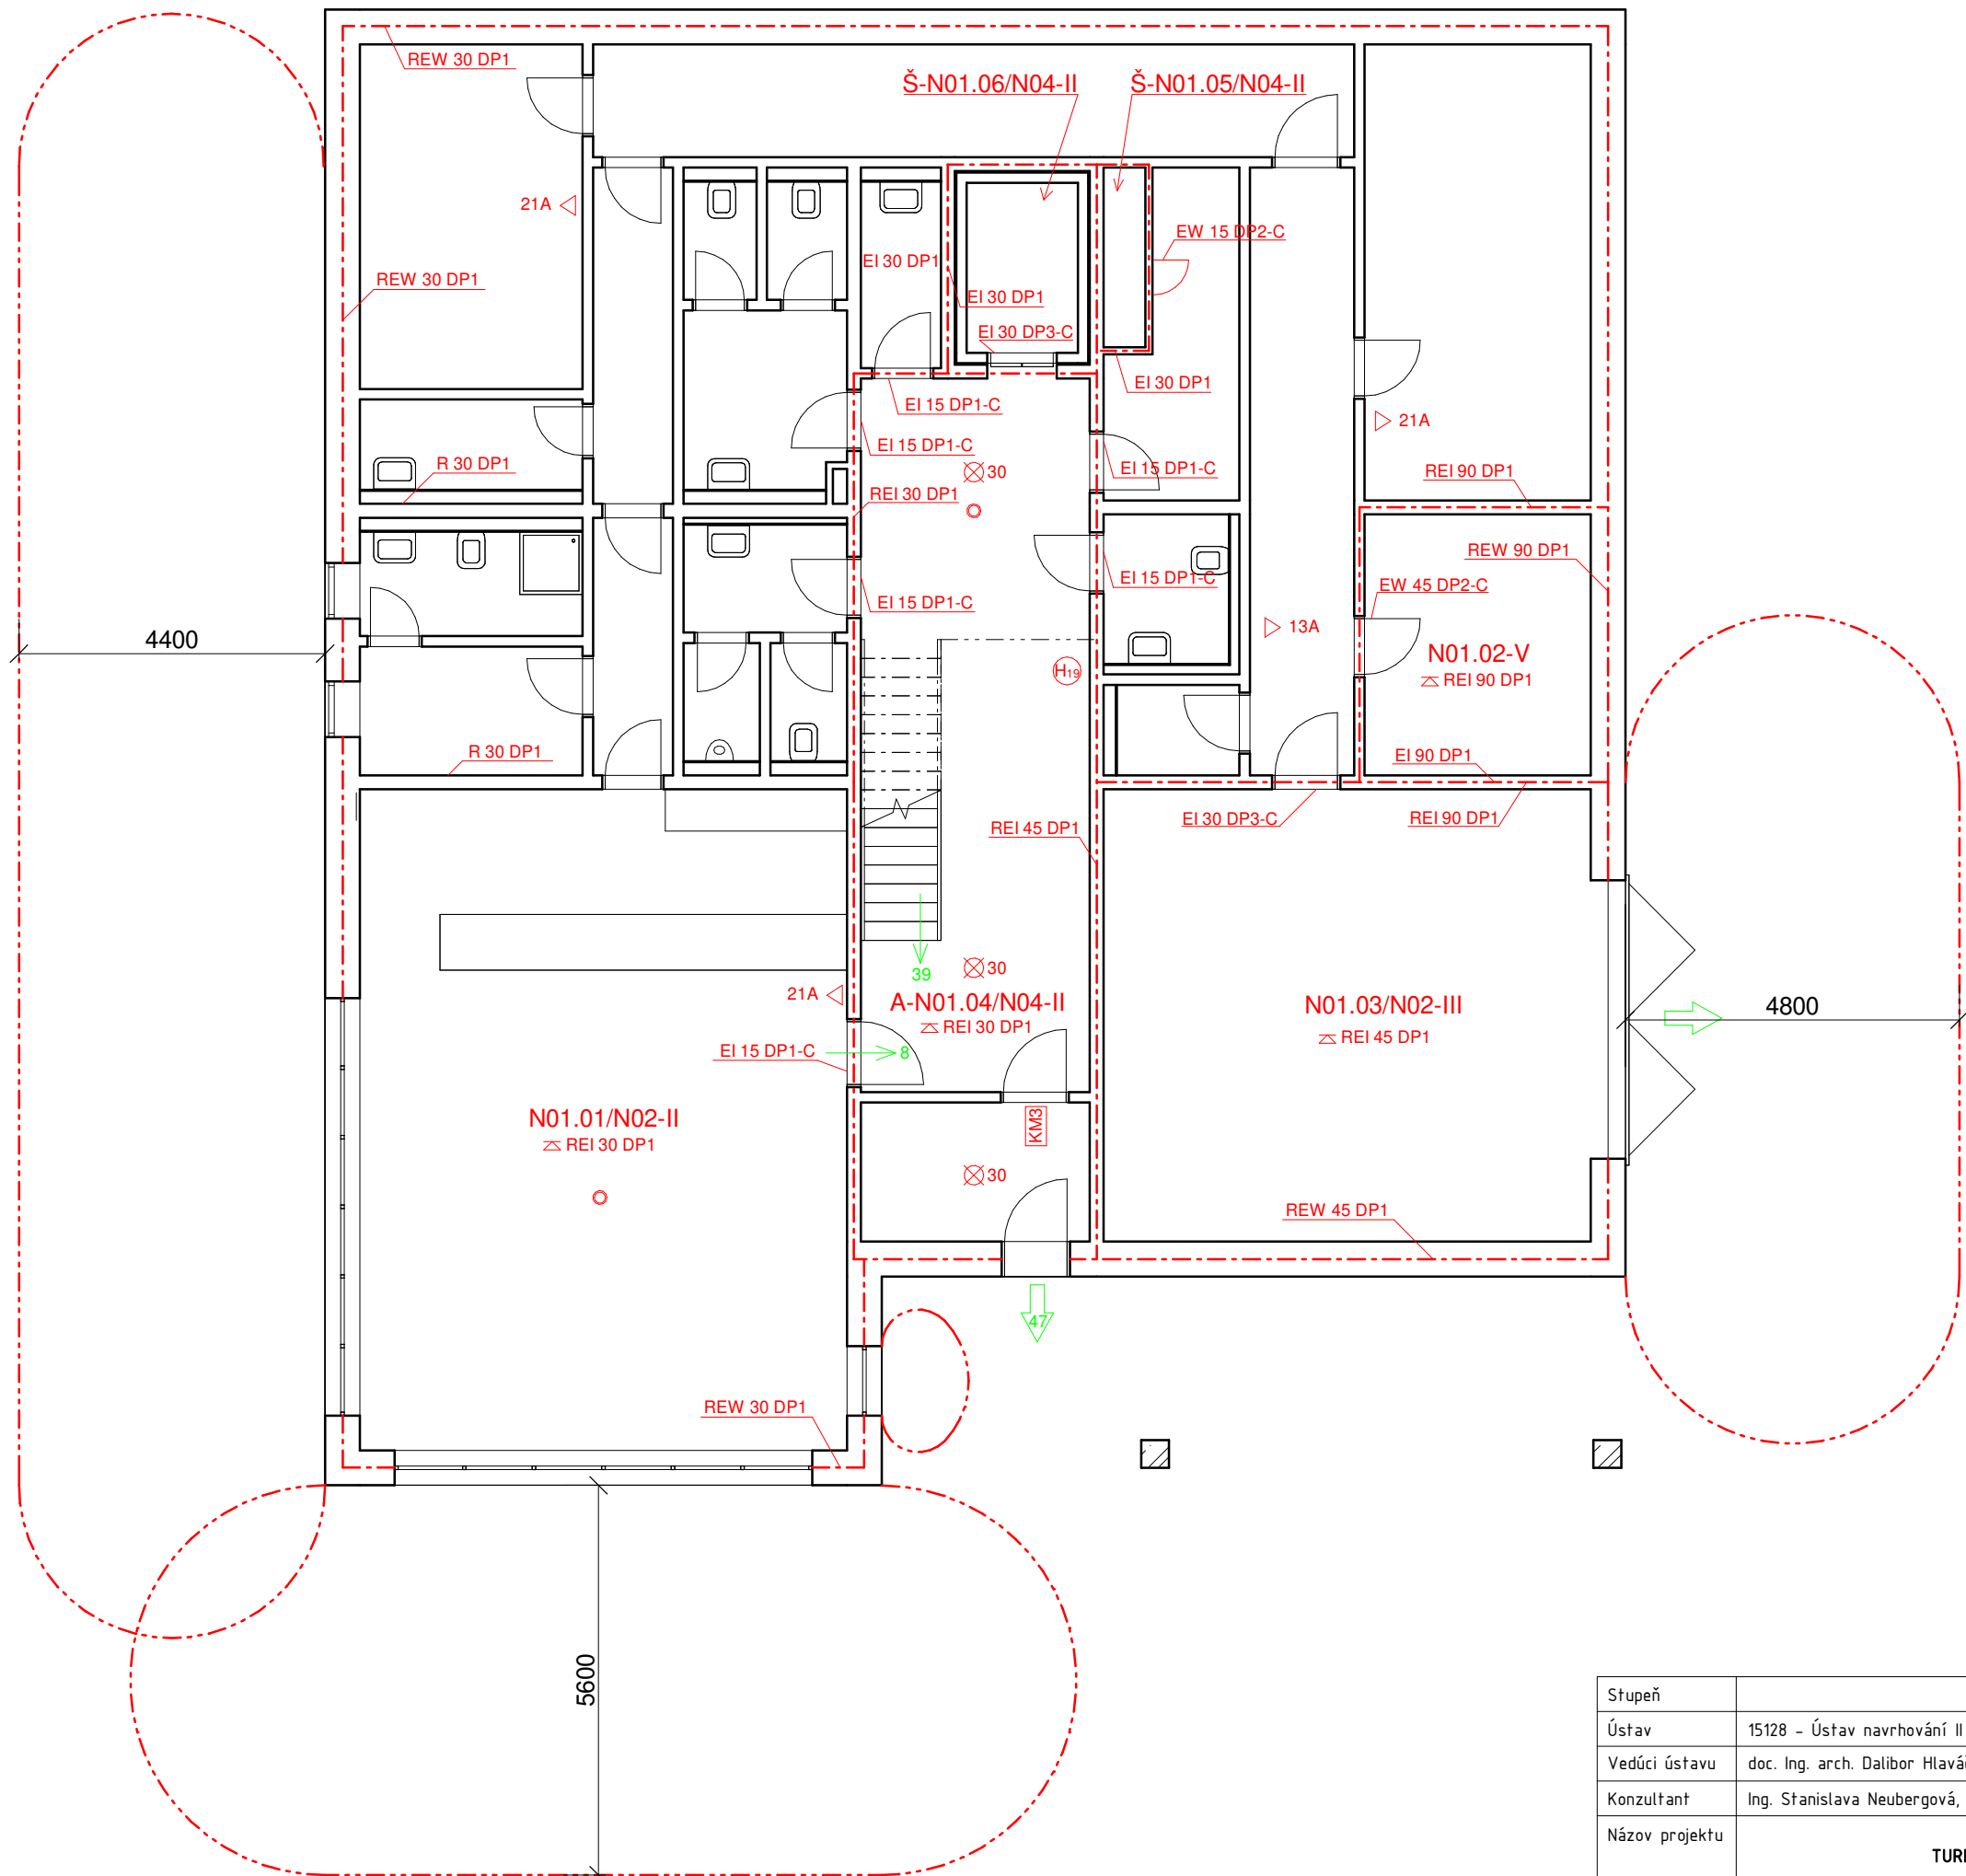 REW 30 DP1
Š-N01.06/N04-II
Š-N01.05/N04-II
21A
EW 15 DP2-C
EI 30 DP1
REW 30 DP1
EI 30 DP1
EI 30 DP3-C
EI 30 DP1
EI 15 DP1-C
21A
EI 15 DP1-C
R 30 DP1
30
EI 15 DP1-C
REI 90 DP1
REI 30 DP1
REW 90 DP1
EI 15 DP1-C
EW 45 DP2-C
EI 15 DP1-C
13A
4400
N01.02-V
H19
REI 90 DP1
R 30 DP1
EI 90 DP1
REI 45 DP1
EI 30 DP3-C
REI 90 DP1
30
39
21A
A-N01.04/N04-II
REI 30 DP1
N01.03/N02-III
REI 45 DP1
4800
EI 15 DP1-C
8
N01.01/N02-II
REI 30 DP1
KM3
30
REW 45 DP1
47
REW 30 DP1
5600
Stupeň
Ústav 15128 - Ústav navrhování II
Vedúci ústavu doc. Ing. arch. Dalibor
Konzultant Ing. Stanislava Neubergová,
Názov projektu